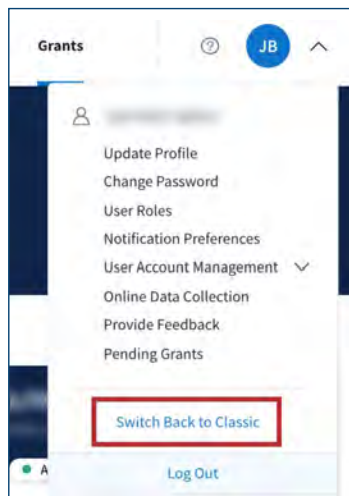 Grants
JB
Update Profile
Change Password
User Roles
Notification Preferences
User Account Management
Online Data Collection
Provide Feedback
Pending Grants
Switch Back to Classic
A
Log Out